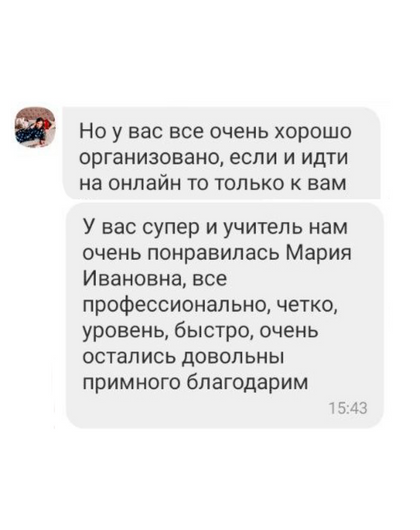 Но у вас все очень хорошо
организовано, если и идти
на онлайн то только к вам
У вас супер и учитель нам
очень понравилась Мария
Ивановна, все
профессионально, четко,
уровень, быстро, очень
остались довольны
примного благодарим
15:43